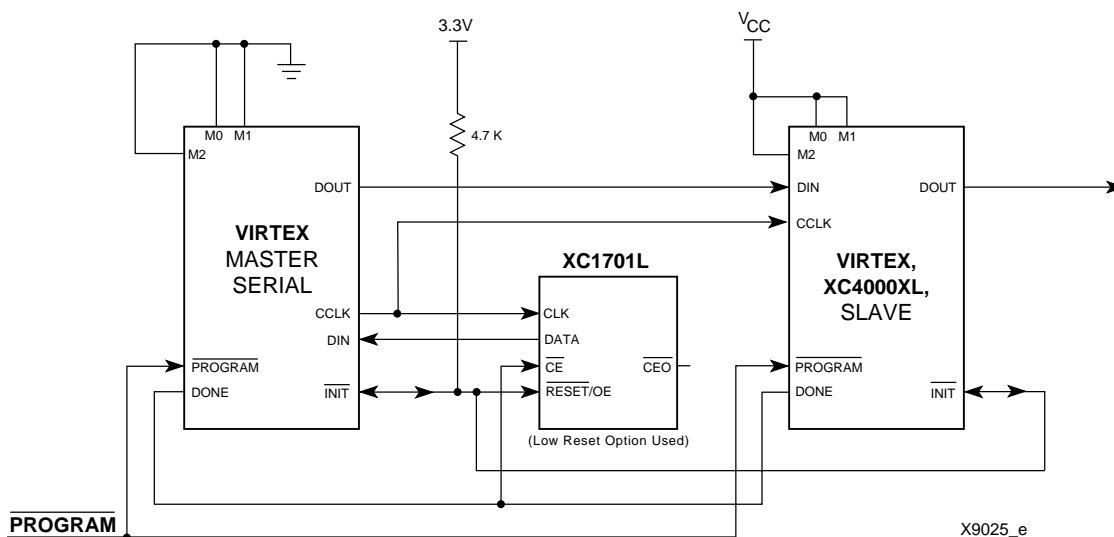 3.3V
VCC
M0 M1
M2
4.7 K
M0 M1
M2
DOUT
DIN
DOUT
CCLK
VIRTEX
MASTER
SERIAL
XC1701L
VIRTEX,
XC4000XL,
SLAVE
CCLK
CLK
DIN
DATA
PROGRAM
CE
CEO
PROGRAM
DONE
INIT
RESET/OE
DONE
INIT
(Low Reset Option Used)
PROGRAM
X9025_e